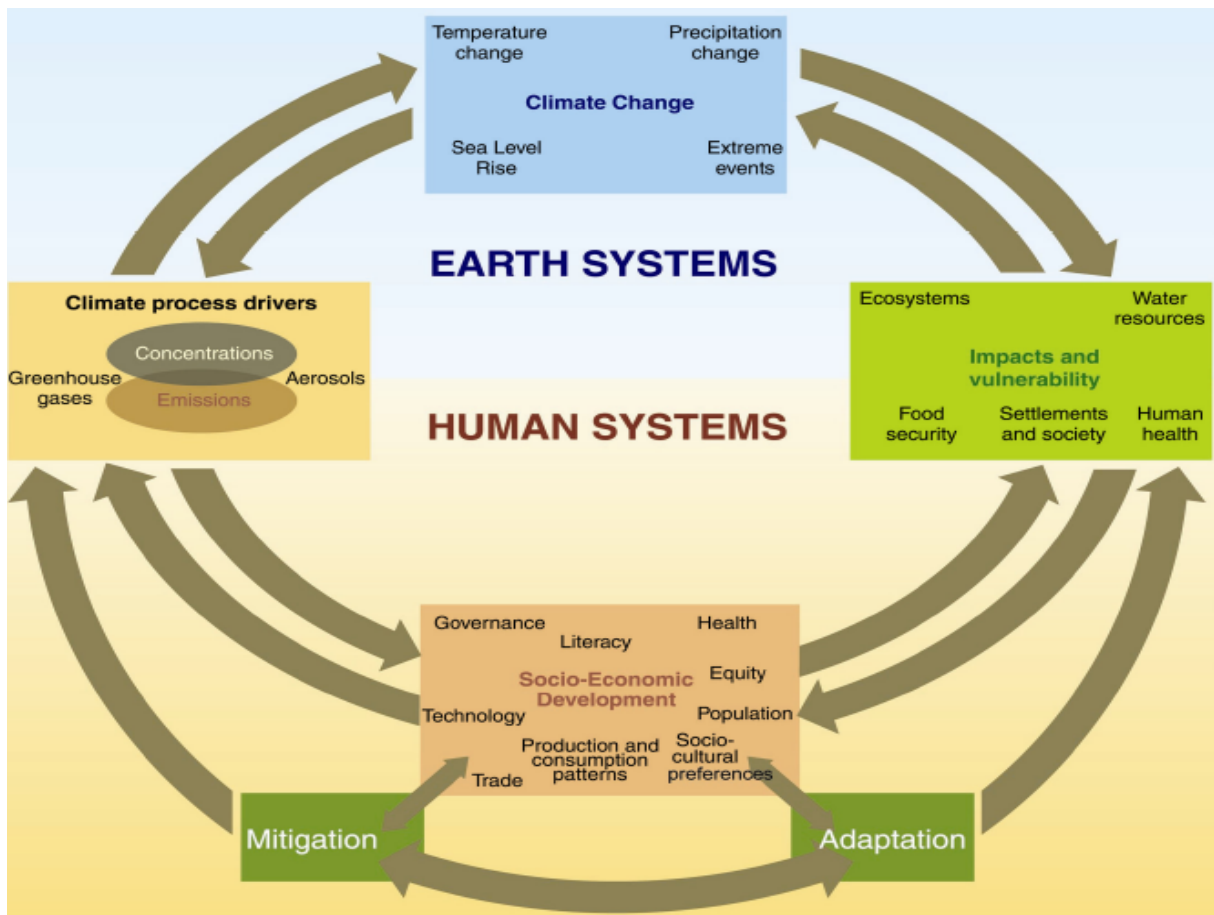 Temperature
change
Precipitation
change
Climate Change
Sea Level
Rise
Extreme
events
EARTH SYSTEMS
Climate process drivers
Concentrations
Greenhouse
gases
Aerosols
Emissions
Ecosystems
Water
resources
Impacts and
vulnerability
Food
security
Settlements
and society
Human
health
HUMAN SYSTEMS
Governance
Literacy
Health
Socio-Economic
Development
Equity
Technology
Population
Production and
consumption
patterns
Socio-
cultural
preferences
Trade
Mitigation
Adaptation